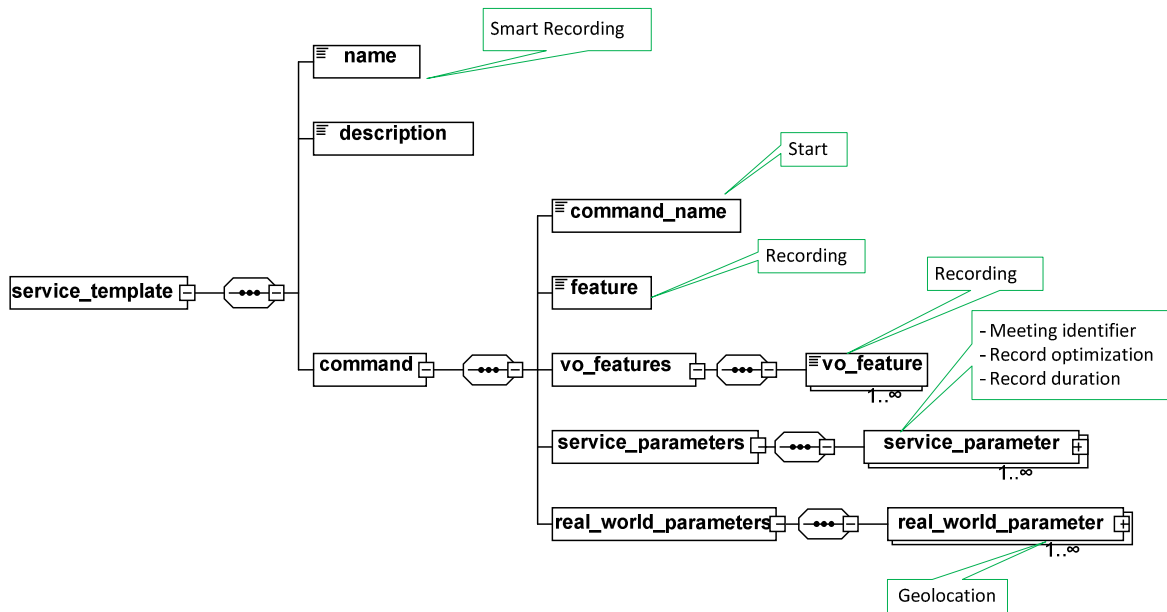 Smart Recording
name
description
Start
command_name
Recording
feature
Recording
service_template
- Meeting identifier
- Record optimization
- Record duration
command
vo_features
vo_feature
1..∞
service_parameters
service_parameter
1..∞
real_world_parameters
real_world_parameter
1..∞
Geolocation